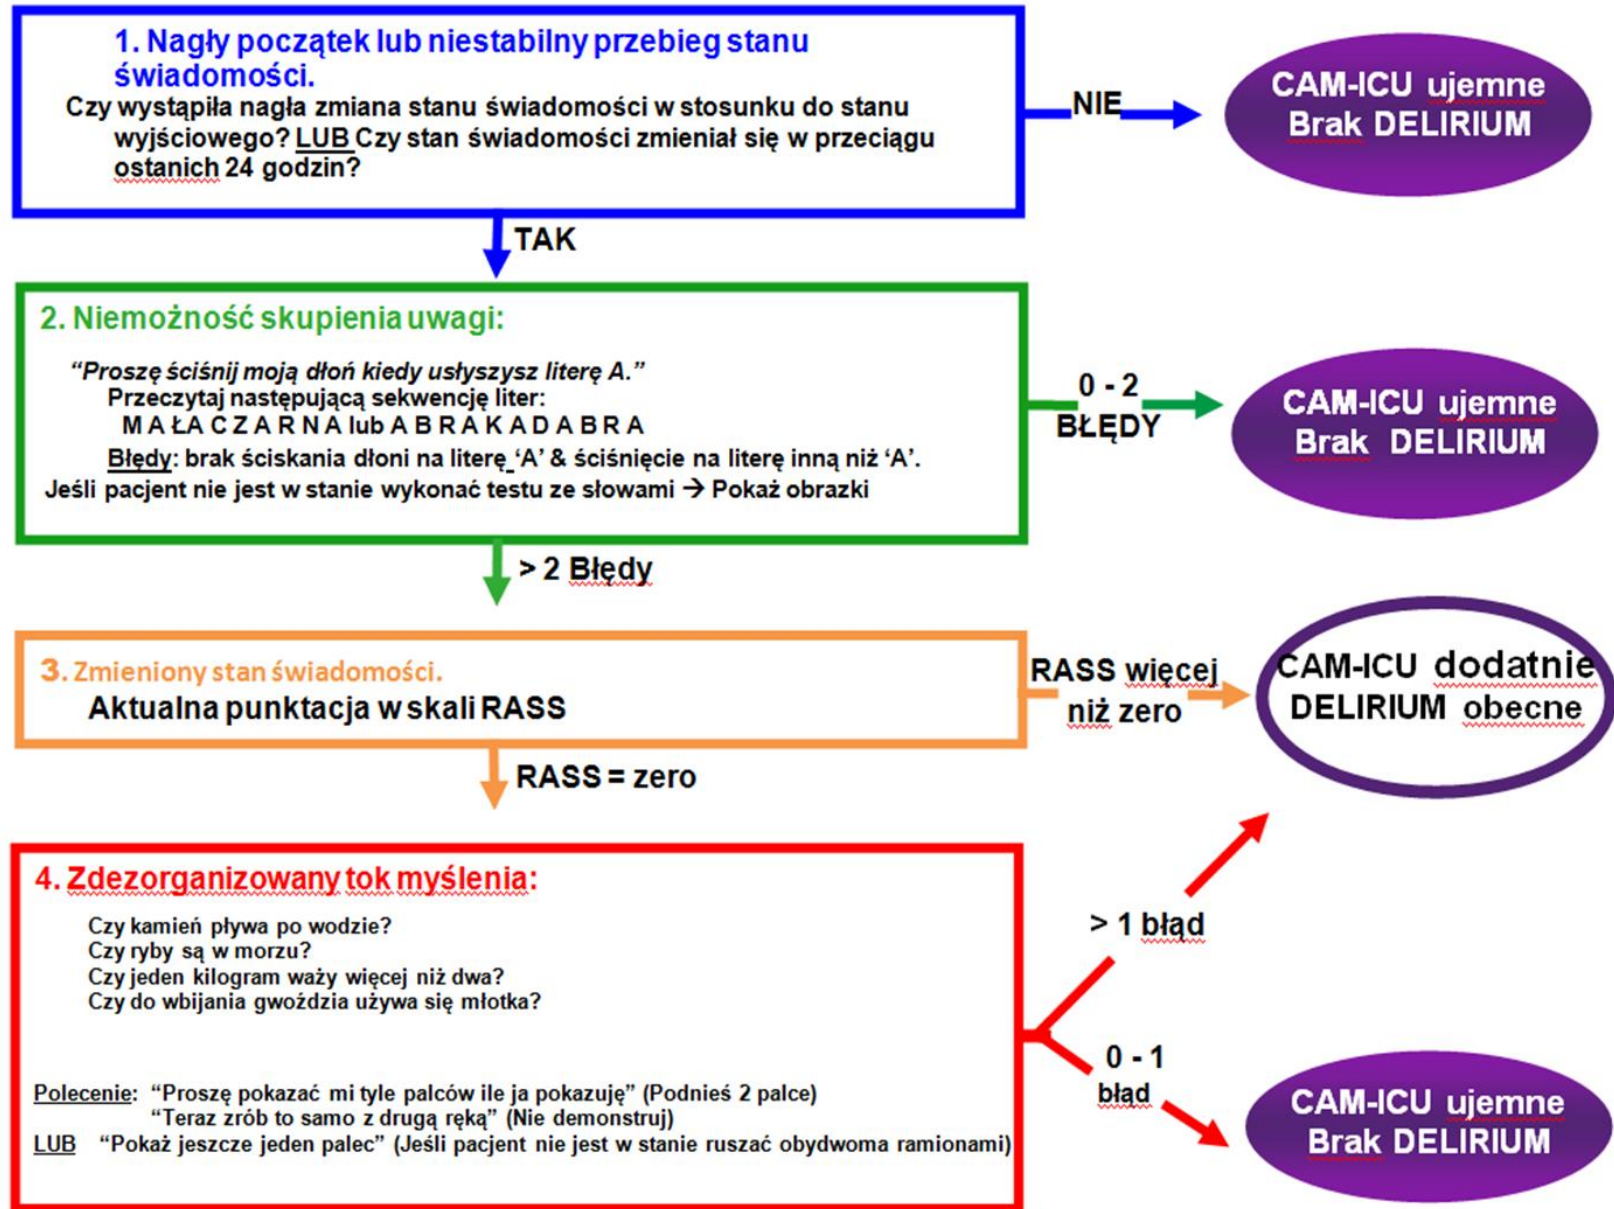 1. Nagły początek lub niestabilny przebieg stanu
świadomości.
Czy wystąpiła nagła zmiana stanu świadomości w stosunku do stanu
wyjściowego? LUB Czy stan świadomości zmieniał się w przeciągu
ostanich 24 godzin?
NIE
CAM-ICU ujemne
Brak DELIRIUM
TAK
2. Niemożność skupienia uwagi:
“Proszę ściśnij moją dłoń kiedy usłyszysz literę A.”
Przeczytaj następującą sekwencję liter:
M A ŁA C Z A R N A lub A B R A K A D A B R A
Błędy: brak ściskania dłoni na literę ‘A’ & ściśnięcie na literę inną niż ‘A’.
Jeśli pacjent nie jest w stanie wykonać testu ze słowami → Pokaż obrazki
0 - 2
BŁĘDY
CAM-ICU ujemne
Brak DELIRIUM
> 2 Błędy
3. Zmieniony stan świadomości.
Aktualna punktacja w skali RASS
RASS więcej
niż zero
CAM-ICU dodatnie
DELIRIUM obecne
RASS = zero
4. Zdezorganizowany tok myślenia:
Czy kamień pływa po wodzie?
Czy ryby są w morzu?
Czy jeden kilogram waży więcej niż dwa?
Czy do wbijania gwoździa używa się młotka?
Polecenie: “Proszę pokazać mi tyle palców ile ja pokazuję” (Podnieś 2 palce)
“Teraz zrób to samo z drugą ręką” (Nie demonstruj)
LUB “Pokaż jeszcze jeden palec” (Jeśli pacjent nie jest w stanie ruszać obydwoma ramionami)
> 1 błąd
0 - 1
błąd
CAM-ICU ujemne
Brak DELIRIUM